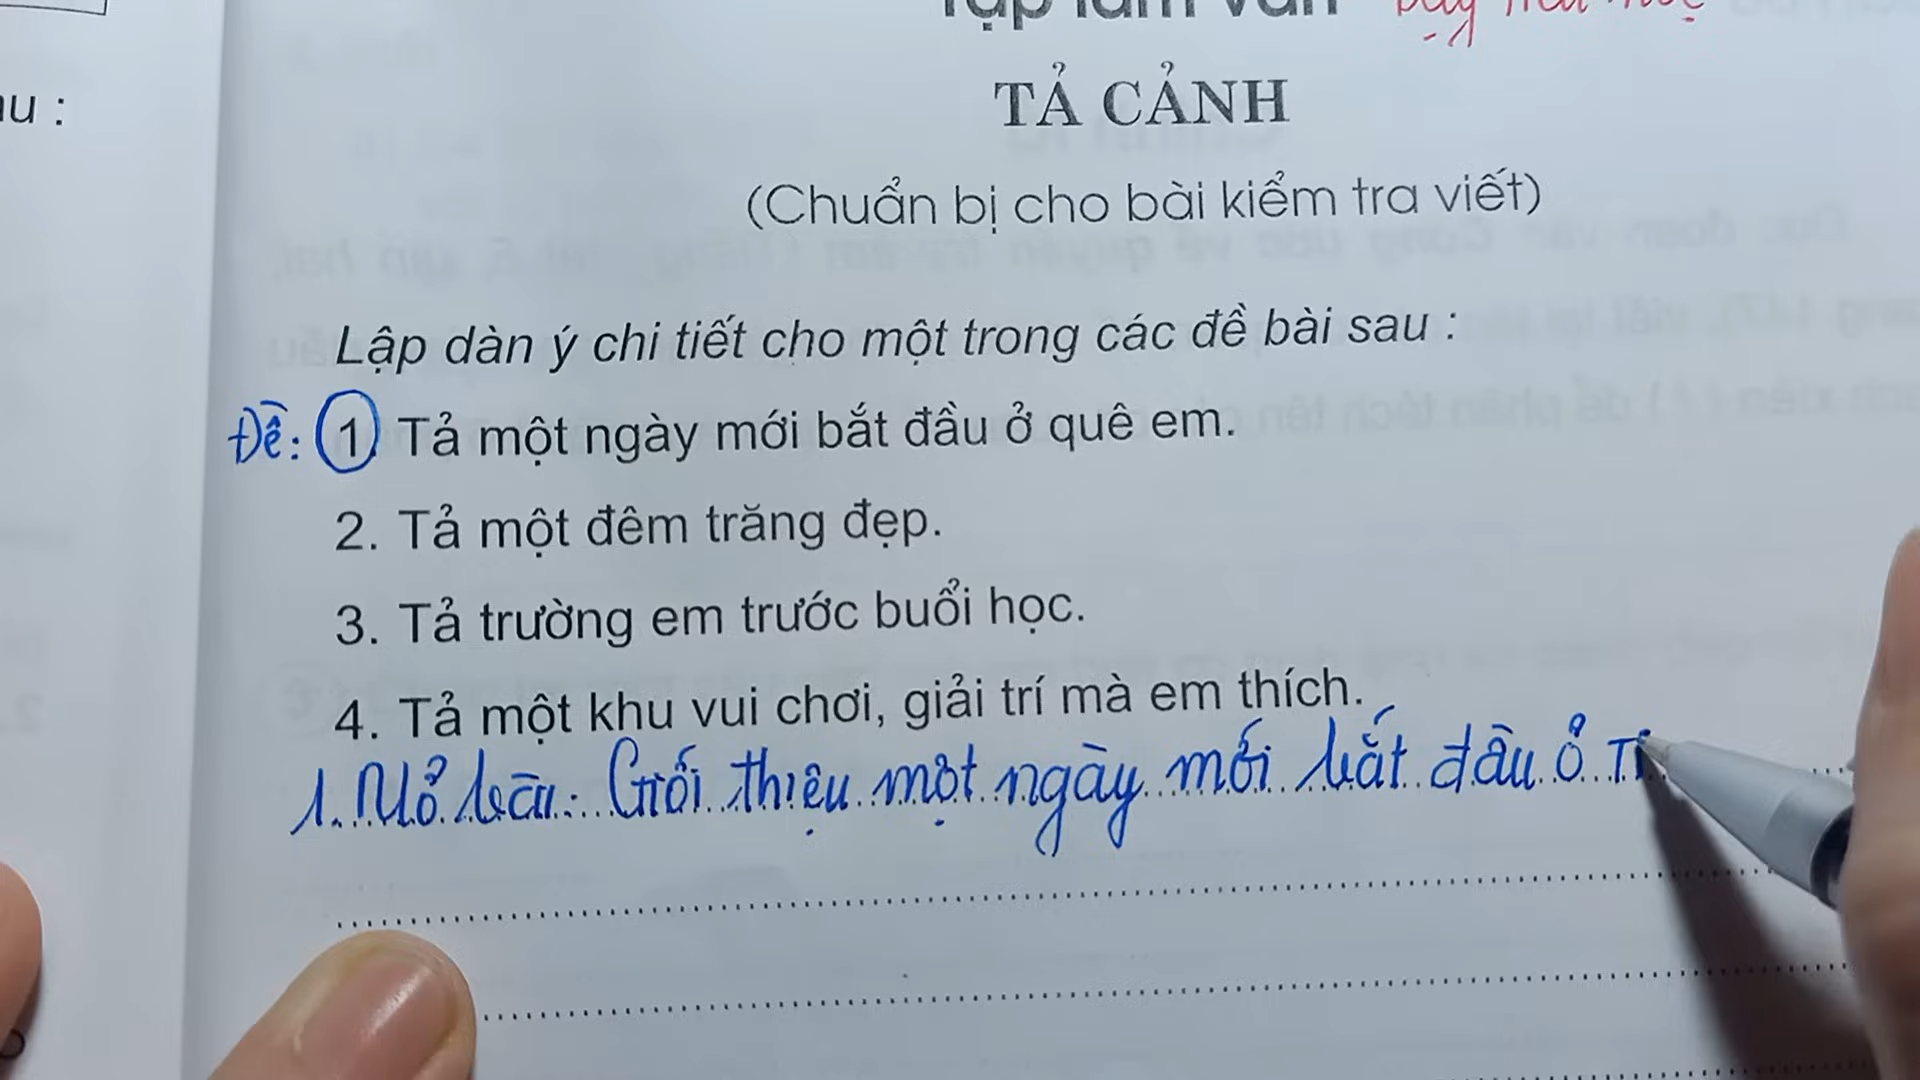 Tập làm văn
TẢ CẢNH
(Chuẩn bị cho bài kiểm tra viết)
Lập dàn ý chi tiết cho một trong các đề bài sau :
Đề: 1. Tả một ngày mới bắt đầu ở quê em.
2. Tả một đêm trăng đẹp.
3. Tả trường em trước buổi học.
4. Tả một khu vui chơi, giải trí mà em thích.
1. Mở bài: Giới thiệu một ngày mới bắt đầu ở